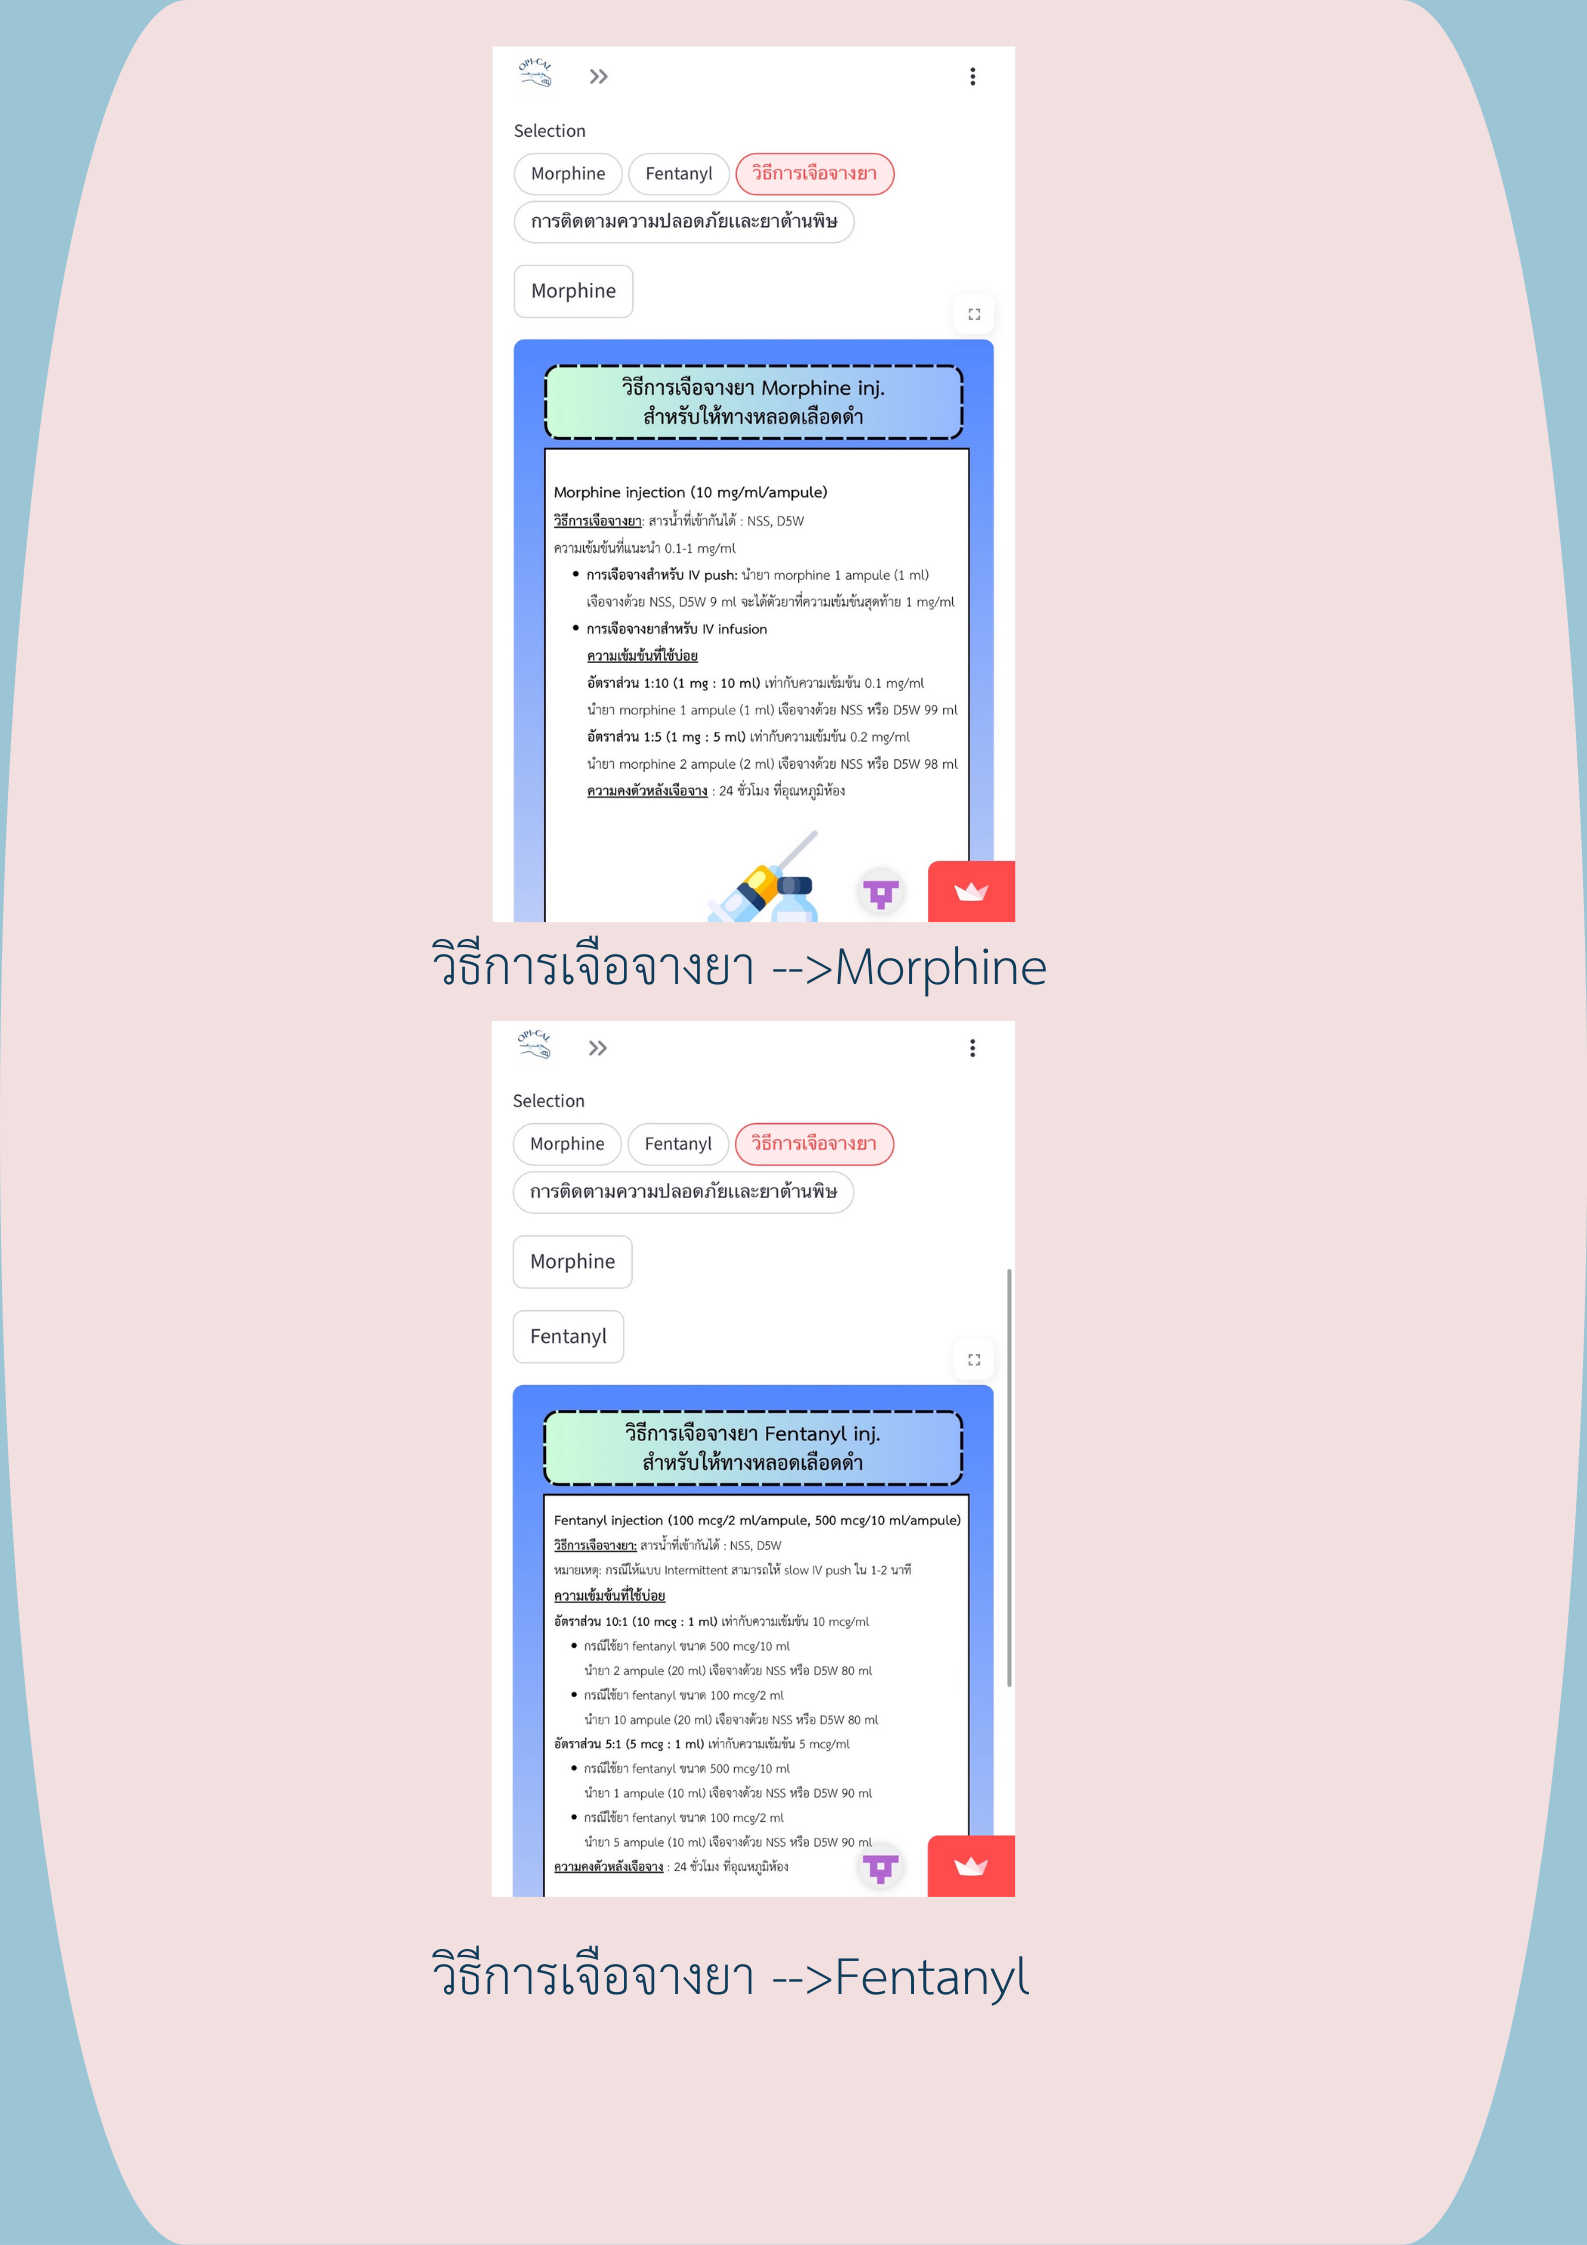 OPI-CAL
Selection
Morphine
Fentanyl
วิธีการเจือจางยา
การติดตามความปลอดภัยและยาต้านพิษ
Morphine
วิธีการเจือจางยา Morphine inj.
สำหรับให้ทางหลอดเลือดดำ
Morphine injection (10 mg/ml/ampule)
วิธีการเจือจางยา: สารน้ำที่เข้ากันได้ : NSS, D5W
ความเข้มข้นที่แนะนำ 0.1-1 mg/ml
• การเจือจางสำหรับ IV push: นำยา morphine 1 ampule (1 ml)
เจือจางด้วย NSS, D5W 9 ml จะได้ตัวยาที่ความเข้มข้นสุดท้าย 1 mg/ml
• การเจือจางยาสำหรับ IV infusion
ความเข้มข้นที่ใช้บ่อย
อัตราส่วน 1:10 (1 mg : 10 ml) เท่ากับความเข้มข้น 0.1 mg/ml
นำยา morphine 1 ampule (1 ml) เจือจางด้วย NSS หรือ D5W 99 ml
อัตราส่วน 1:5 (1 mg : 5 ml) เท่ากับความเข้มข้น 0.2 mg/ml
นำยา morphine 2 ampule (2 ml) เจือจางด้วย NSS หรือ D5W 98 ml
ความคงตัวหลังเจือจาง : 24 ชั่วโมง ที่อุณหภูมิห้อง
วิธีการเจือจางยา -->Morphine
OPI-CAL
Selection
Morphine
Fentanyl
วิธีการเจือจางยา
การติดตามความปลอดภัยและยาต้านพิษ
Morphine
Fentanyl
วิธีการเจือจางยา Fentanyl inj.
สำหรับให้ทางหลอดเลือดดำ
Fentanyl injection (100 mcg/2 ml/ampule, 500 mcg/10 ml/ampule)
วิธีการเจือจางยา: สารน้ำที่เข้ากันได้ : NSS, D5W
หมายเหตุ: กรณีให้แบบ Intermittent สามารถให้ slow IV push ใน 1-2 นาที
ความเข้มข้นที่ใช้บ่อย
อัตราส่วน 10:1 (10 mcg : 1 ml) เท่ากับความเข้มข้น 10 mcg/ml
• กรณีใช้ยา fentanyl ขนาด 500 mcg/10 ml
นำยา 2 ampule (20 ml) เจือจางด้วย NSS หรือ D5W 80 ml
• กรณีใช้ยา fentanyl ขนาด 100 mcg/2 ml
นำยา 10 ampule (20 ml) เจือจางด้วย NSS หรือ D5W 80 ml
อัตราส่วน 5:1 (5 mcg : 1 ml) เท่ากับความเข้มข้น 5 mcg/ml
• กรณีใช้ยา fentanyl ขนาด 500 mcg/10 ml
นำยา 1 ampule (10 ml) เจือจางด้วย NSS หรือ D5W 90 ml
• กรณีใช้ยา fentanyl ขนาด 100 mcg/2 ml
นำยา 5 ampule (10 ml) เจือจางด้วย NSS หรือ D5W 90 ml
ความคงตัวหลังเจือจาง : 24 ชั่วโมง ที่อุณหภูมิห้อง
วิธีการเจือจางยา -->Fentanyl